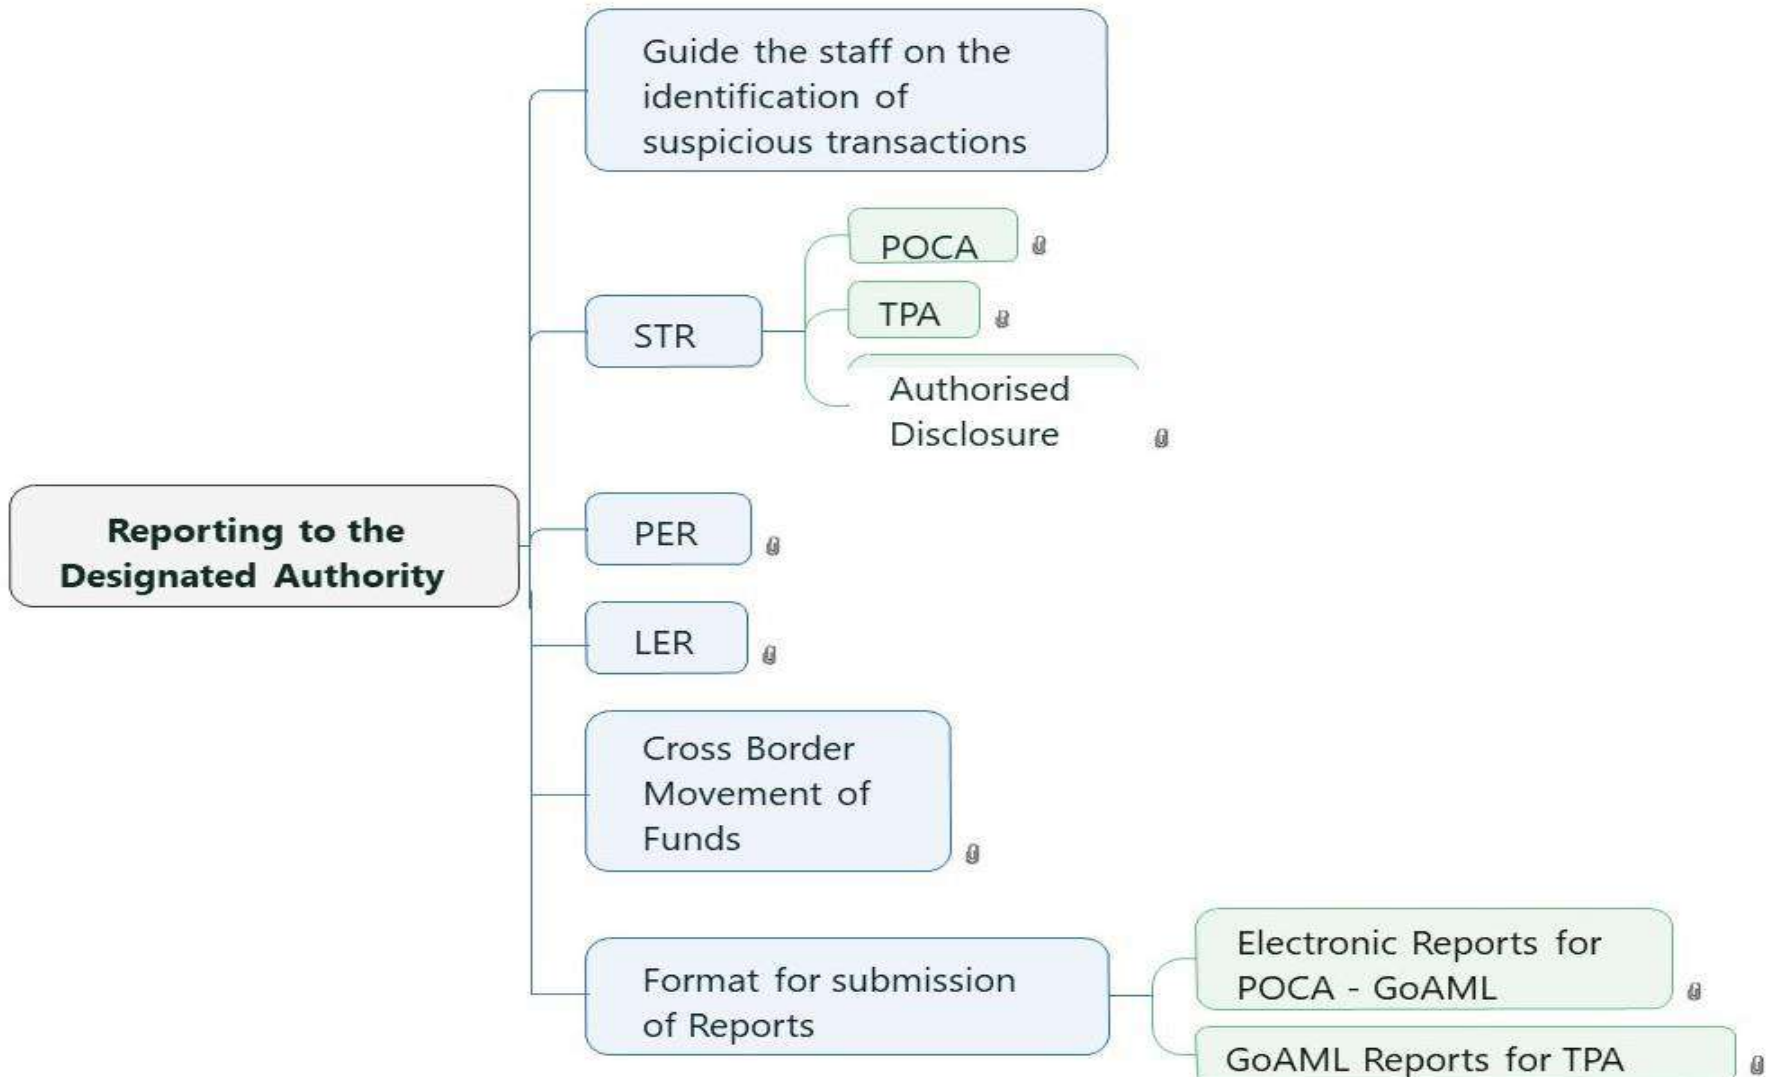 Guide the staff on the
identification of
suspicious transactions
POCA
STR
TPA
Authorised
Disclosure
Reporting to the
Designated Authority
PER
LER
Cross Border
Movement of
Funds
Format for submission
of Reports
Electronic Reports for
POCA - GoAML
GoAML Reports for TPA